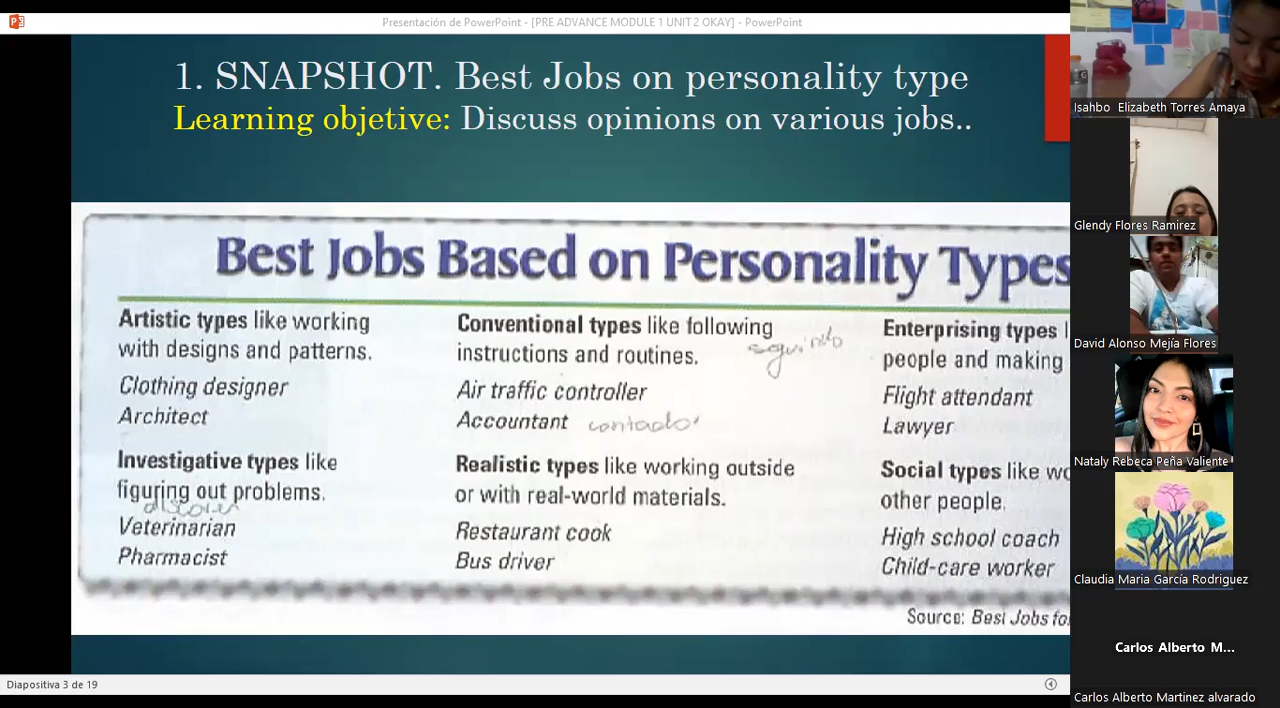 Presentación de PowerPoint - [PRE ADVANCE MODULE 1 UNIT 2 OKAY] - PowerPoint
1. SNAPSHOT. Best Jobs on personality type
Learning objetive: Discuss opinions on various jobs..
Best Jobs Based on Personality Types
Artistic types like working
with designs and patterns.
Clothing designer
Architect
Conventional types like following
seguindo
instructions and routines.
Air traffic controller
Accountant contador
Enterprising types
people and making
Flight attendant
Lawyer
Investigative types like
figuring out problems.
discover
Veterinarian
Pharmacist
Realistic types like working outside
or with real-world materials.
Restaurant cook
Bus driver
Social types like
other people.
High school coach
Child-care worker
Source: Best Jobs
Diapositiva 3 de 19
Isahbo Elizabeth Torres Amaya
Glendy Flores Ramirez
David Alonso Mejía Flores
Nataly Rebeca Peña Valiente
Claudia Maria García Rodriguez
Carlos Alberto M...
Carlos Alberto Martinez alvarado